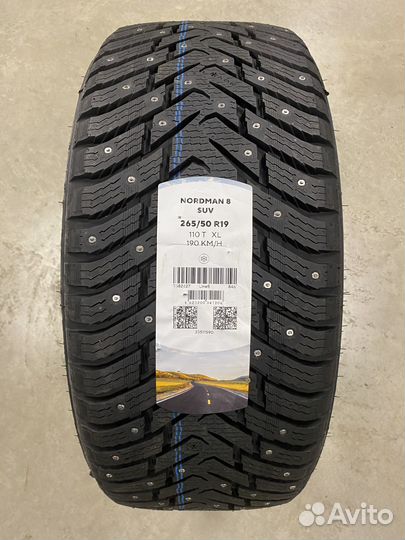 NORDMAN 8
SUV
265/50 R19
110 T XL
190 KM/H
Avito